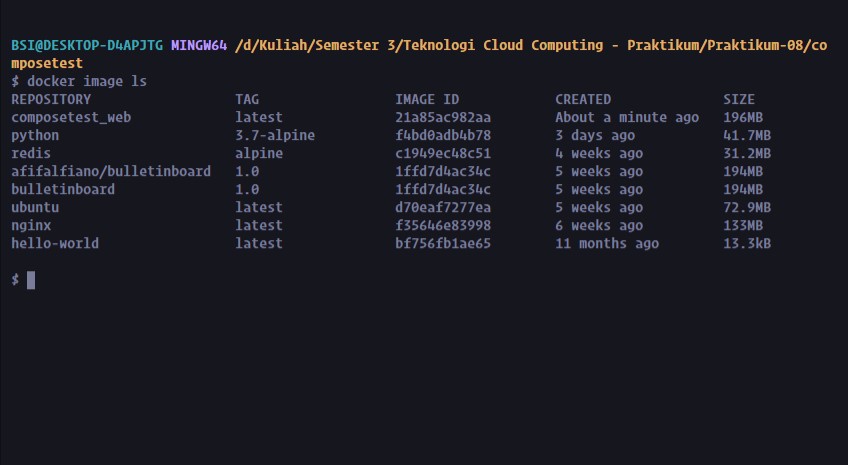 BSI@DESKTOP-D4APJTG MINGW64 /d/Kuliah/Semester 3/Teknologi Cloud Computing - Praktikum/Praktikum-08/co
mposetest
$ docker image ls
REPOSITORY TAG IMAGE ID CREATED SIZE
composetest_web latest 21a85ac982aa About a minute ago 196MB
python 3.7-alpine f4bd0adb4b78 3 days ago 41.7MB
redis alpine c1949ec48c51 4 weeks ago 31.2MB
afifalfiano/bulletinboard 1.0 1ffd7d4ac34c 5 weeks ago 194MB
bulletinboard 1.0 1ffd7d4ac34c 5 weeks ago 194MB
ubuntu latest d70eaf7277ea 5 weeks ago 72.9MB
nginx latest f35646e83998 6 weeks ago 133MB
hello-world latest bf756fb1ae65 11 months ago 13.3kB
$